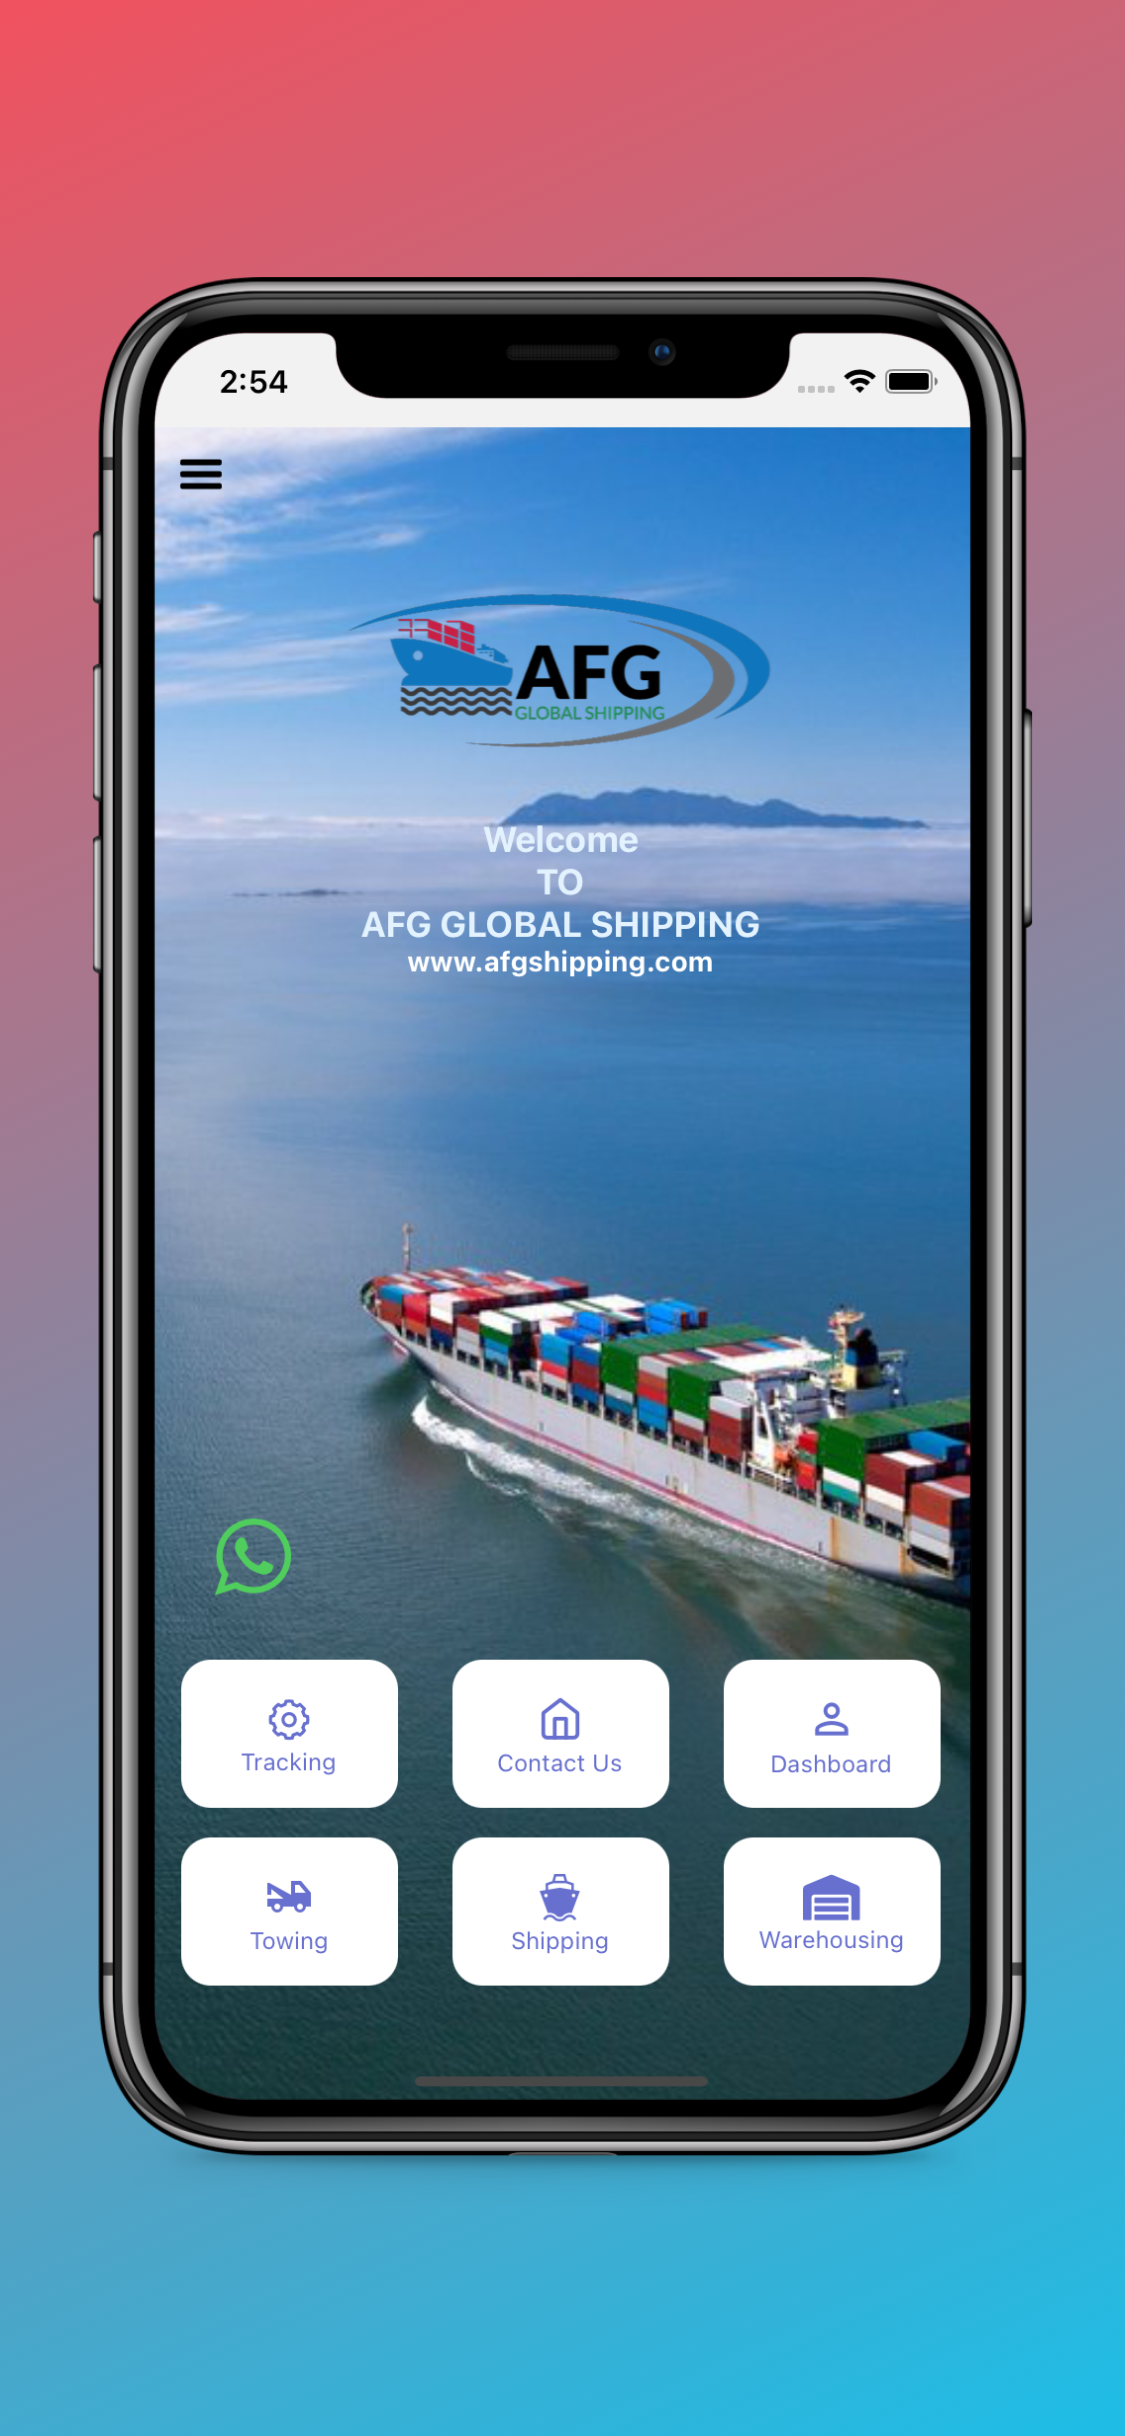 2:54
AFG
GLOBAL SHIPPING
Welcome
TO
AFG GLOBAL SHIPPING
www.afgshipping.com
Tracking
Contact Us
Dashboard
Towing
Shipping
Warehousing